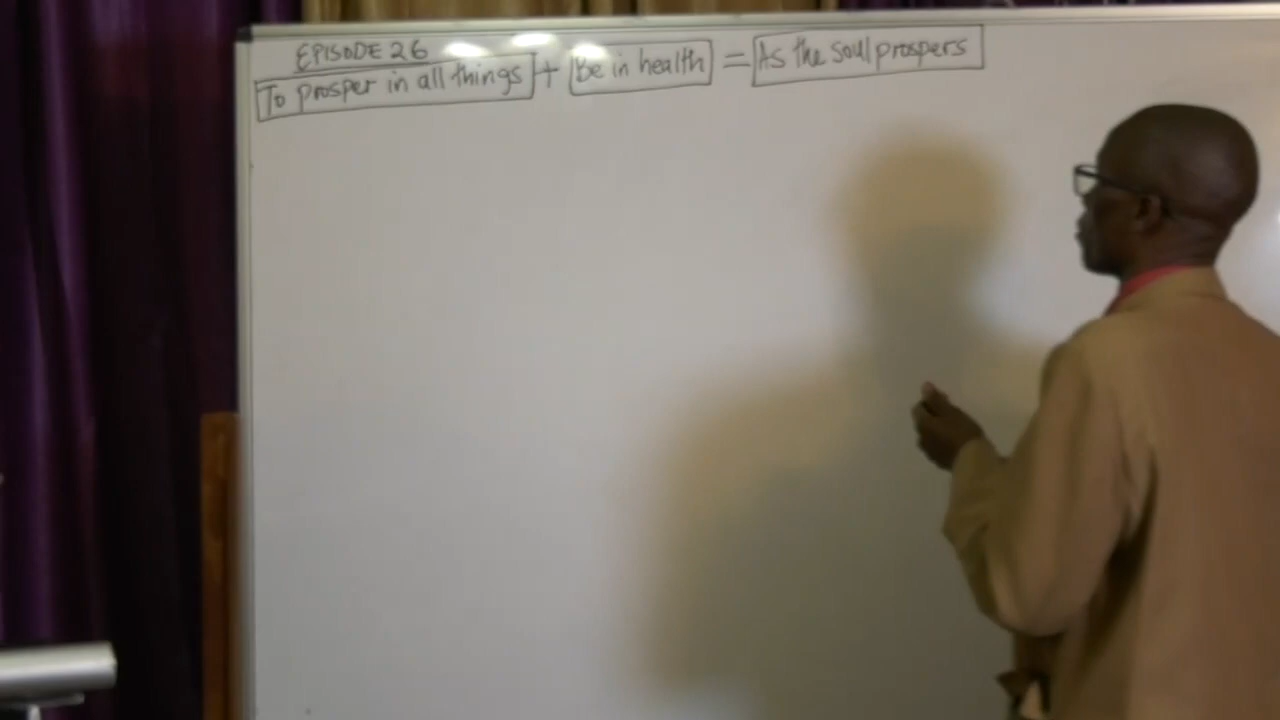 EPISODE 26
To prosper in all things + Be in health = As the soul prospers